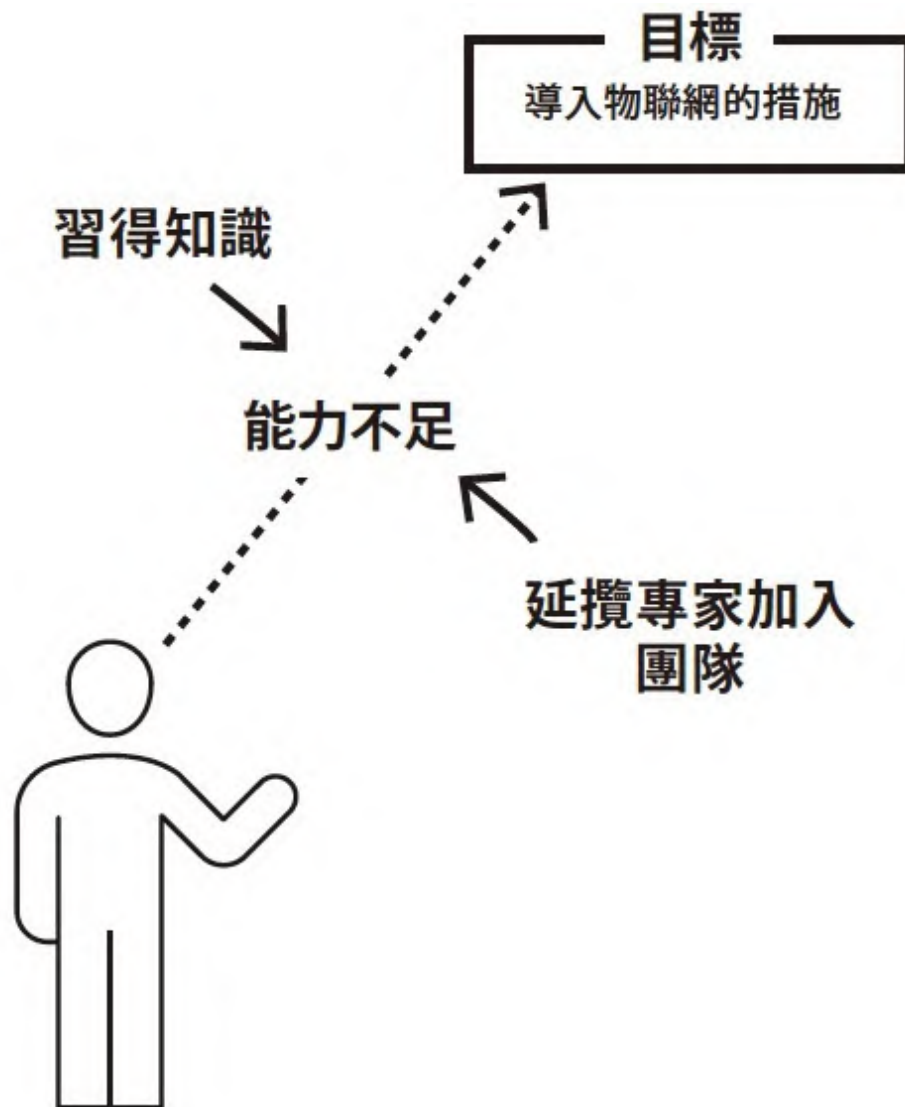 目標
導入物聯網的措施
習得知識
能力不足
延攬專家加入
團隊